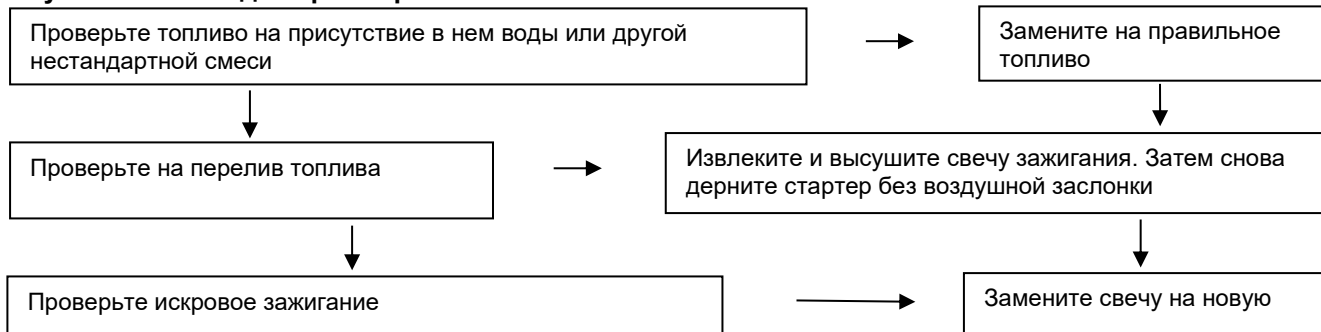 Проверьте топливо на присутствие в нем воды или другой
нестандартной смеси
Замените на правильное
топливо
Проверьте на перелив топлива
Извлеките и высушите свечу зажигания. Затем снова
дерните стартер без воздушной заслонки
Проверьте искровое зажигание
Замените свечу на новую